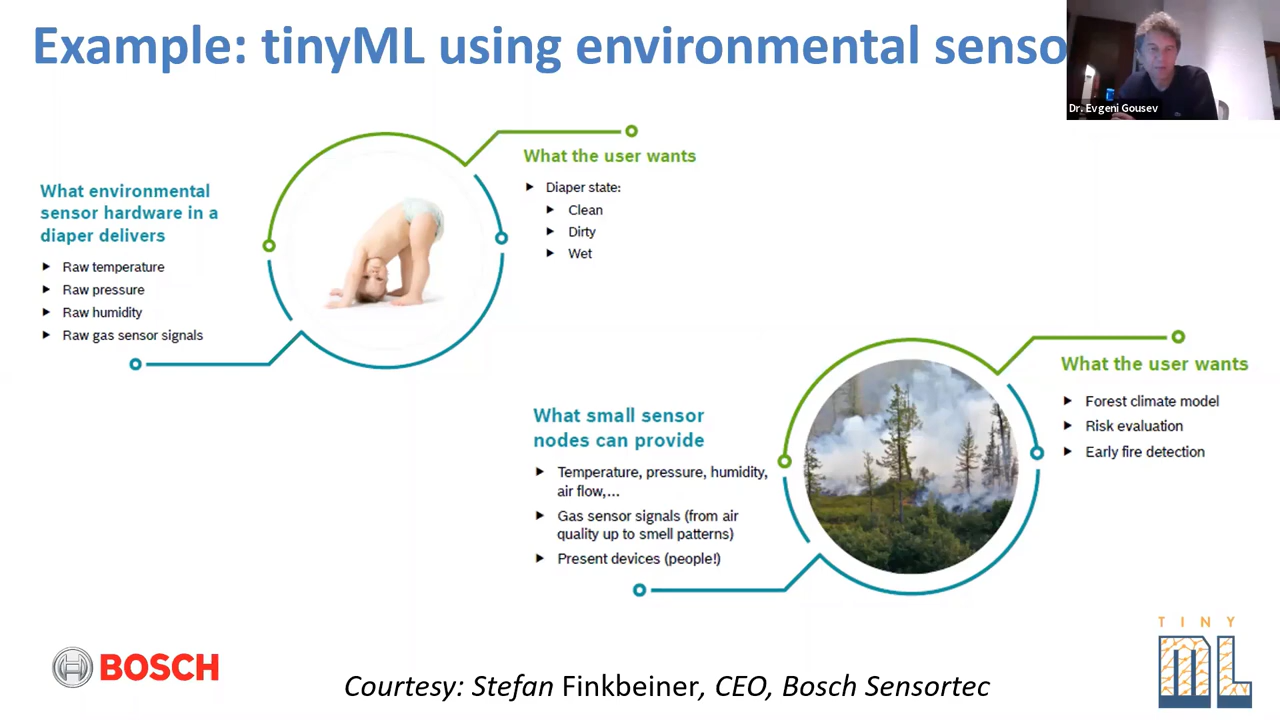 Example: tinyML using environmental senso
Dr. Evgeni Gousev
What environmental
sensor hardware in a
diaper delivers
Raw temperature
Raw pressure
Raw humidity
Raw gas sensor signals
What the user wants
Diaper state:
Clean
Dirty
Wet
What small sensor
nodes can provide
Temperature, pressure, humidity,
air flow,...
Gas sensor signals (from air
quality up to smell patterns)
Present devices (people!)
What the user wants
Forest climate model
Risk evaluation
Early fire detection
BOSCH
Courtesy: Stefan Finkbeiner, CEO, Bosch Sensortec
TINY
ML